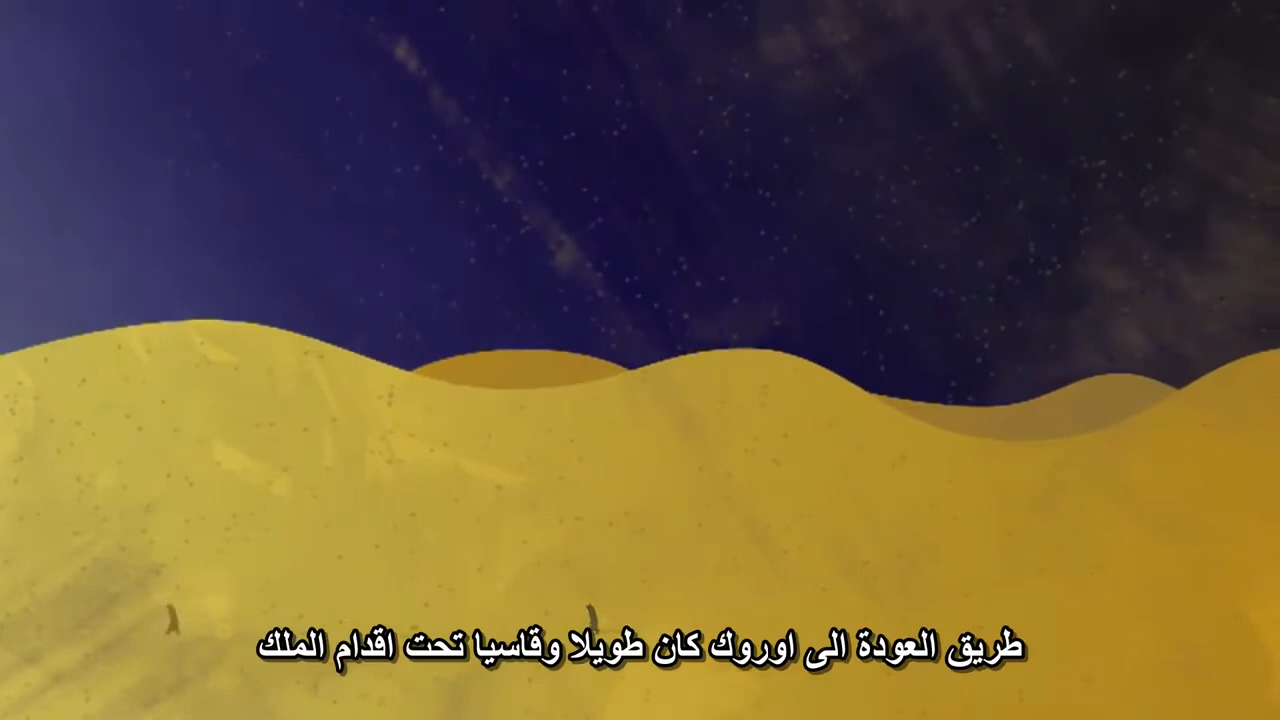 طريق العودة الى اوروك كان طويلا وقاسيا تحت اقدام الملك